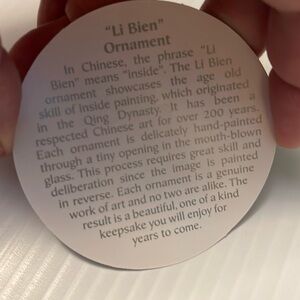 "Li Bien"
Ornament
In Chinese, the phrase "Li
Bien" means "inside". The Li Bien
ornament showcases the age old
skill of inside painting, which originated
in the Qing Dynasty. It has been a
respected Chinese art for over 200 years.
Each ornament is delicately hand-painted
through a tiny opening in the mouth-blown
glass. This process requires great skill and
deliberation since the image is painted
in reverse. Each ornament is a genuine
work of art and no two are alike. The
result is a beautiful, one of a kind
keepsake you will enjoy for
years to come.